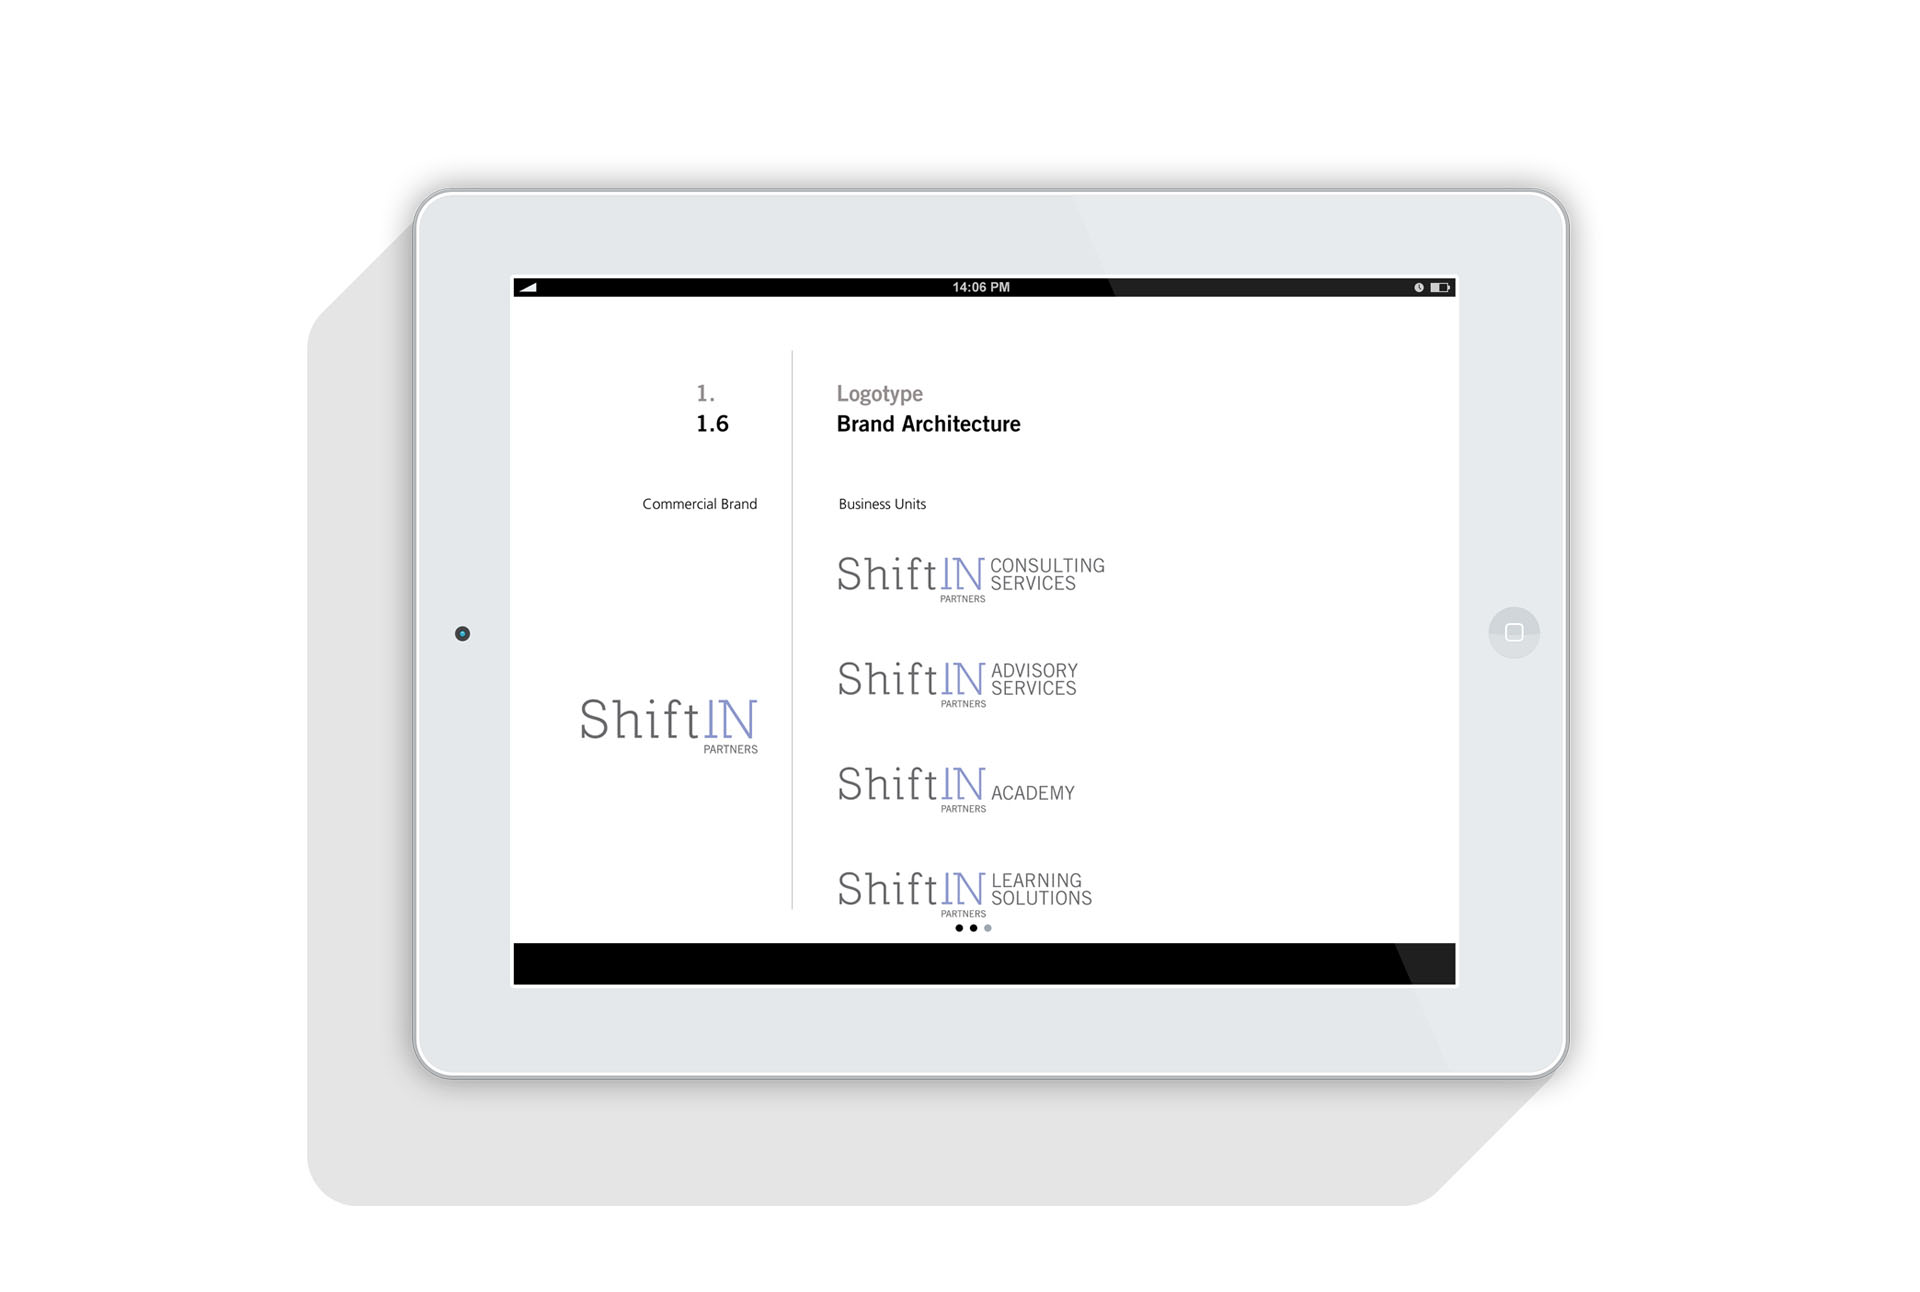 14:06 PM
1.
Logotype
1.6
Brand Architecture
Commercial Brand
Business Units
ShiftIN
PARTNERS
ShiftIN CONSULTING
SERVICES
PARTNERS
ShiftIN ADVISORY
SERVICES
PARTNERS
ShiftIN ACADEMY
PARTNERS
ShiftIN LEARNING
SOLUTIONS
PARTNERS